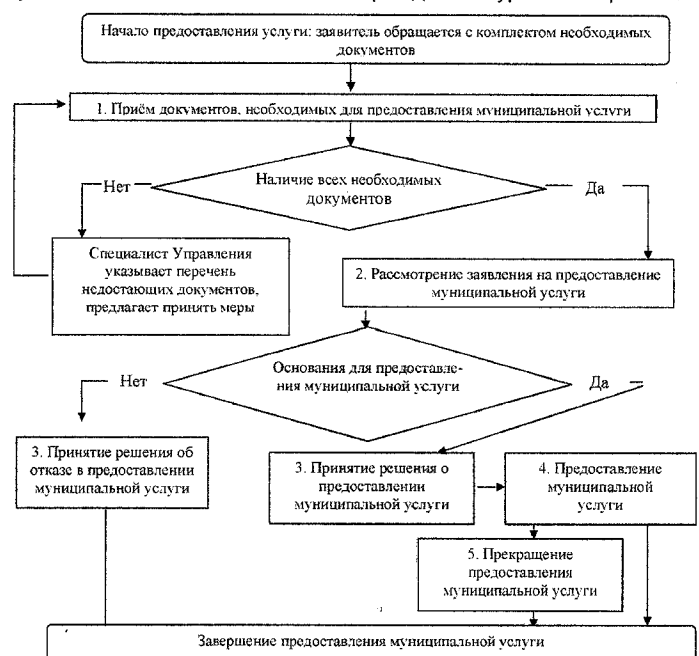 Начало предоставления услуги: заявитель обращается с комплектом необходимых
документов
1. Приём документов, необходимых для предоставления муниципальной услуги
Наличие всех необходимых
документов
Нет
Да
Специалист Управления
указывает перечень
недостающих документов,
предлагает принять меры
2. Рассмотрение заявления на предоставление
муниципальной услуги
Основания для предоставле-
ния муниципальной услуги
Нет
Да
3. Принятие решения об
отказе в предоставлении
муниципальной услуги
3. Принятие решения о
предоставлении
муниципальной услуги
4. Предоставление
муниципальной
услуги
5. Прекращение
предоставления
муниципальной услуги
Завершение предоставления муниципальной услуги